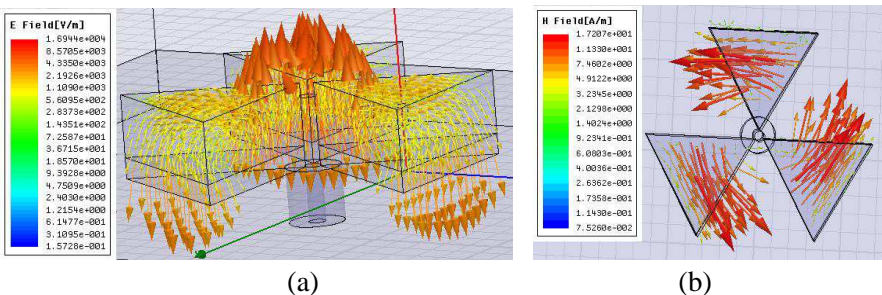 E Field[V/m]
1.6944e+004
8.5705e+003
4.3350e+003
2.1926e+003
1.1090e+003
5.6095e+002
2.8373e+002
1.4351e+002
7.2587e+001
3.6715e+001
1.8570e+001
9.3928e+000
4.7509e+000
2.4030e+000
1.2154e+000
6.1477e-001
3.1095e-001
1.5728e-001
(a)
H Field[A/m]
1.7207e+001
1.1330e+001
7.4602e+000
4.9122e+000
3.2345e+000
2.1298e+000
1.4024e+000
9.2341e-001
6.0803e-001
4.0036e-001
2.6362e-001
1.7358e-001
1.1430e-001
7.5260e-002
(b)